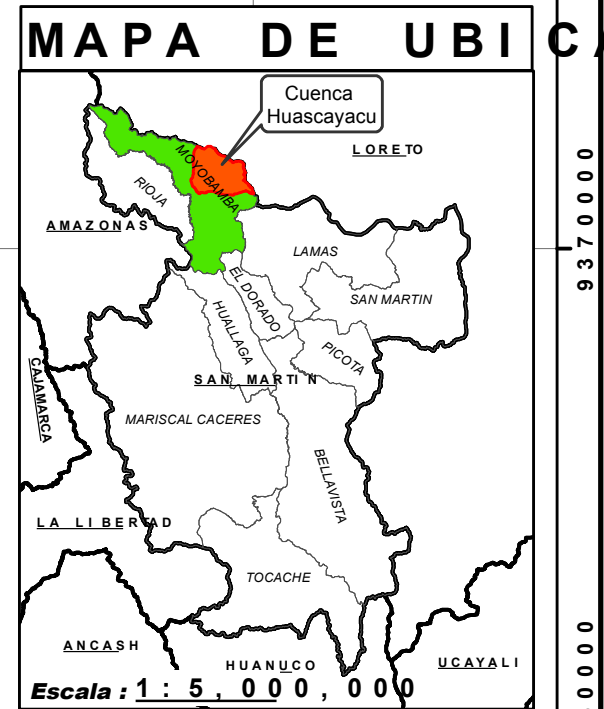 MAPA DE UBICA
Cuenca
Huascayacu
LORETO
MOYOBAMBA
RIOJA
AMAZONAS
LAMAS
EL DORADO
SAN MARTIN
HUALLAGA
PICOTA
SAN MARTIN
CAJAMARCA
MARISCAL CACERES
BELLAVISTA
LA LIBERTAD
TOCACHE
ANCASH
HUANUCO
UCAYALI
Escala : 1 : 5,000,000
9370000